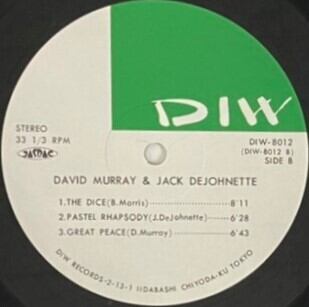 DIW
STEREO
33 1/3 RPM
JASRAC
DIW-8012
(DIW-8012 B)
SIDE B
DAVID MURRAY & JACK DEJOHNETTE
1.THE DICE(B.Morris)··················8'11
2.PASTEL RHAPSODY(J.DeJohnette)·······6'28
3.GREAT PEACE(D.Murray)···············6'43
DIW RECORDS-2-13-1 IIDABASHI CHIYODA-KU TOKYO